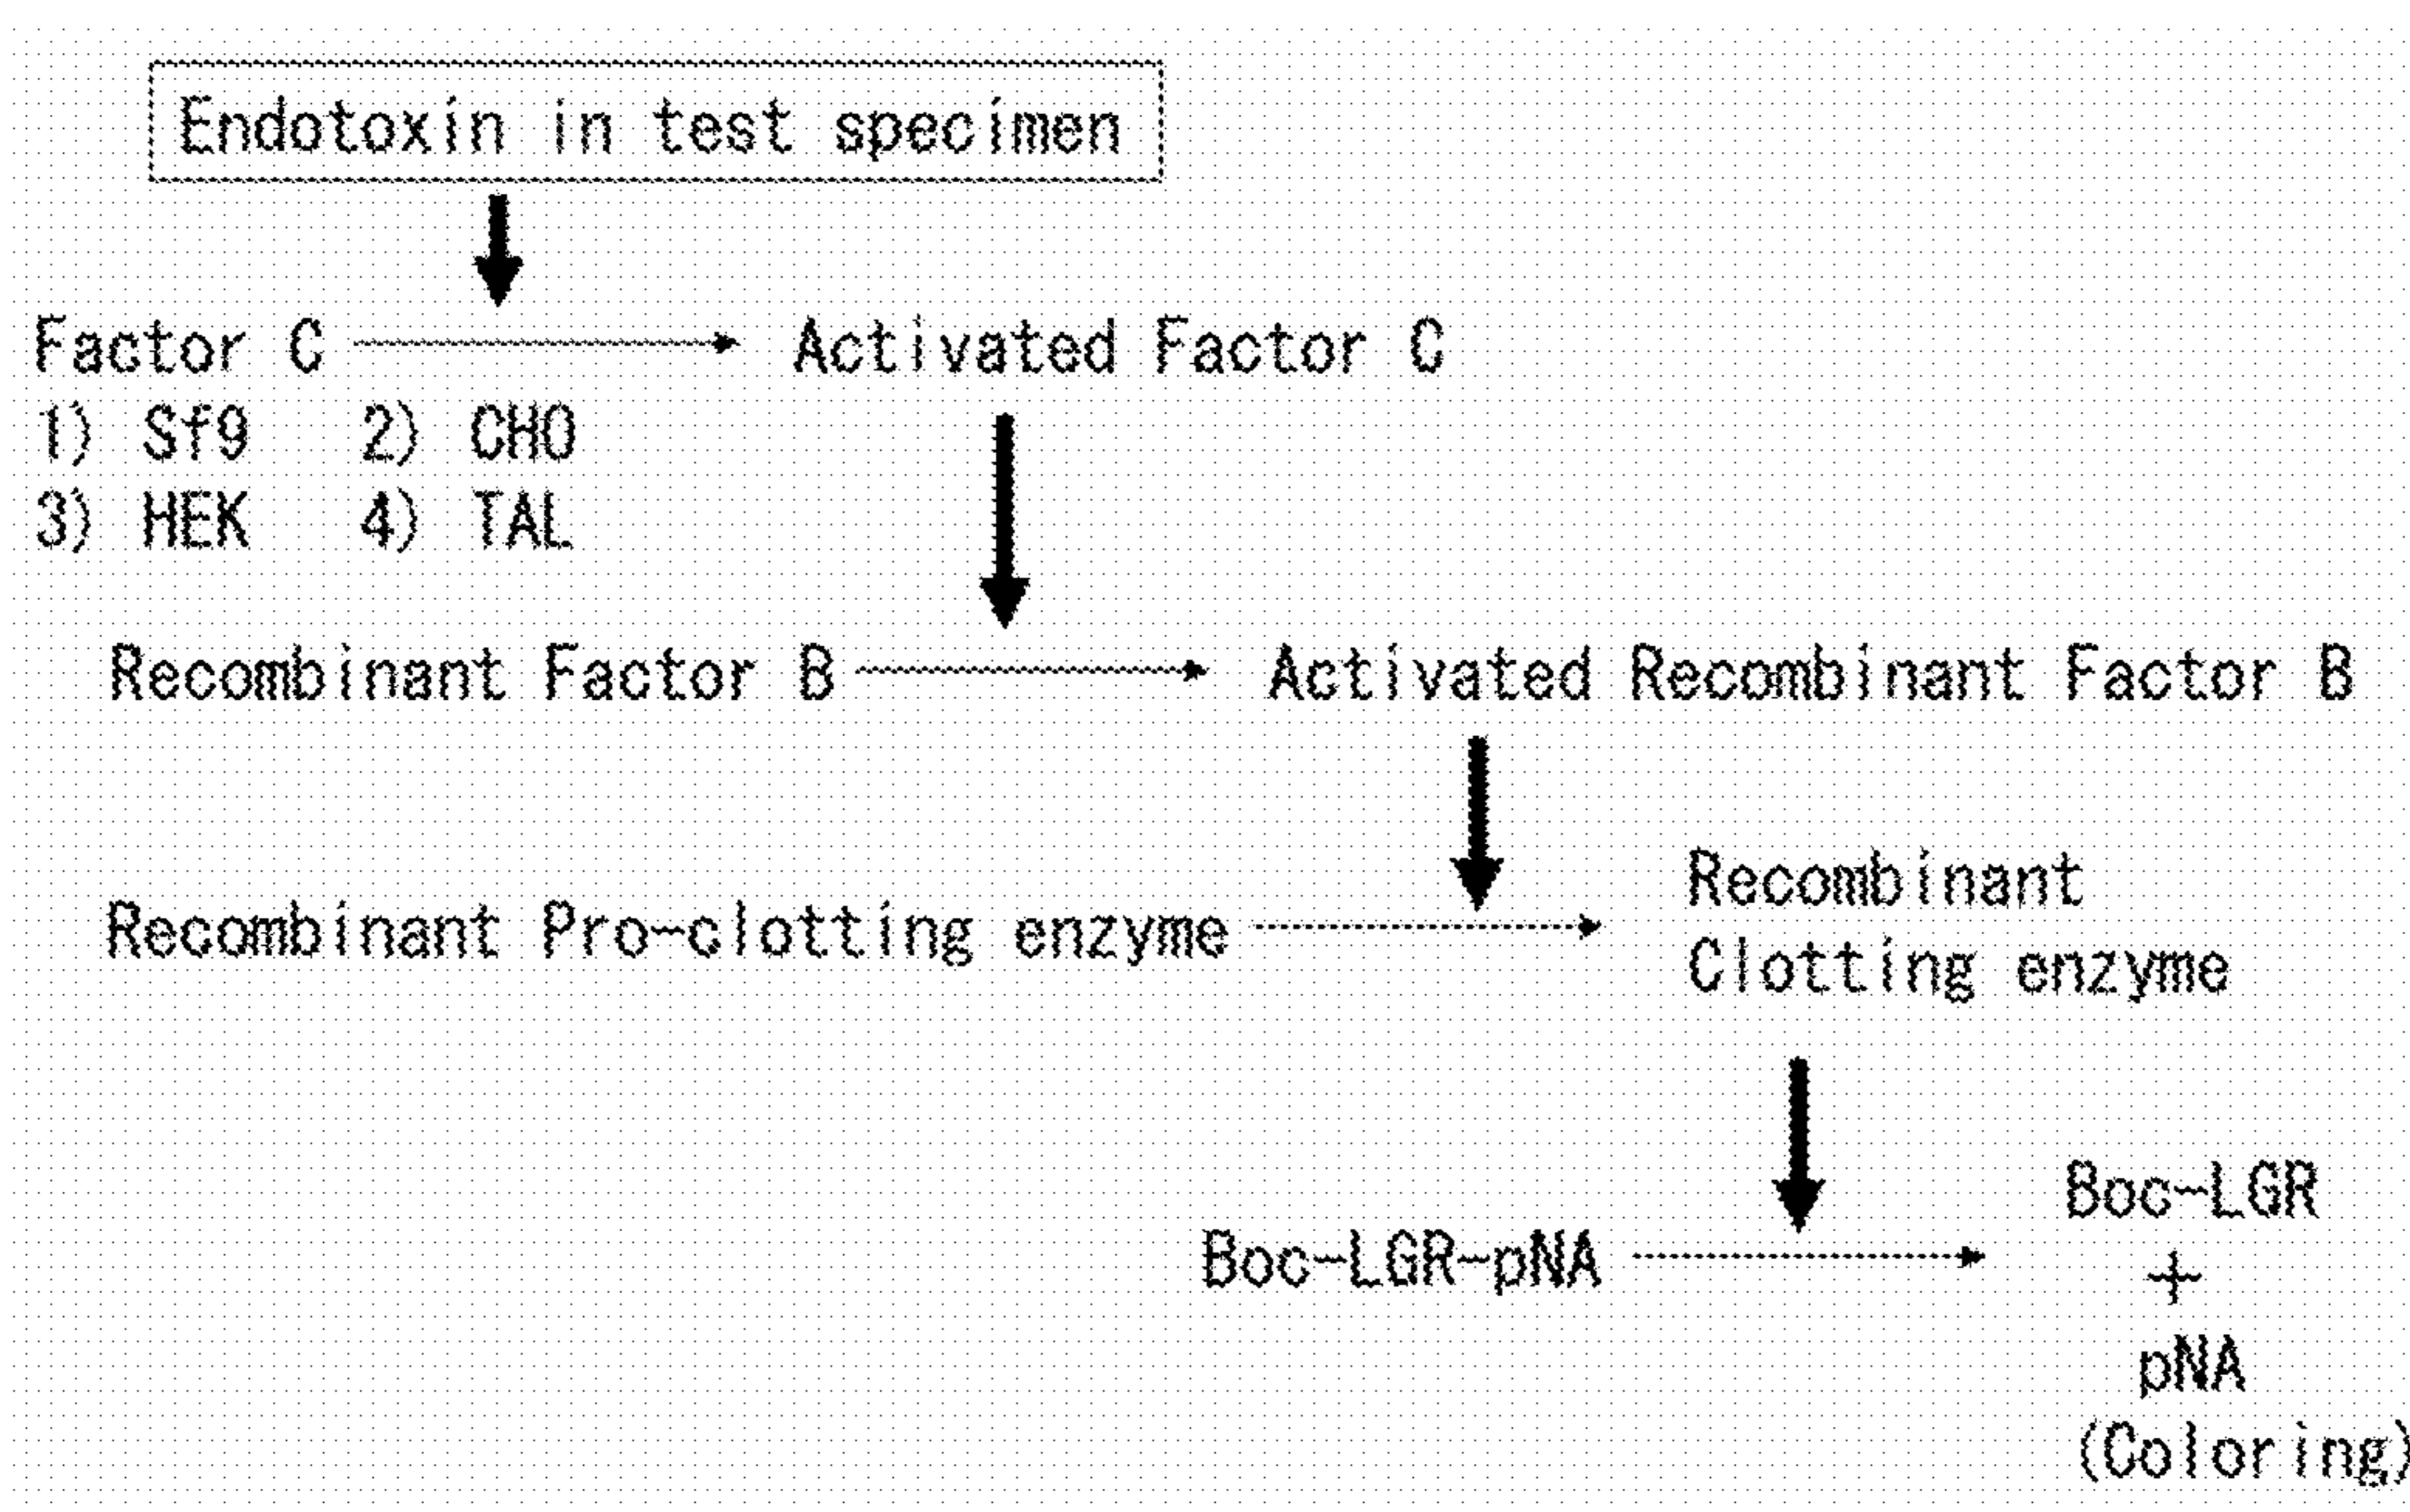 Endotoxin in test specimen
Factor C
Activated Factor C
1) Sf9 2) CHO
3) HEK 4) TAL
Recombinant Factor B
Activated Recombinant Factor B
Recombinant Pro-clotting enzyme
Recombinant
Clotting enzyme
Boc-LGR-pNA
Boc-LGR
+
pNA
(Coloring)